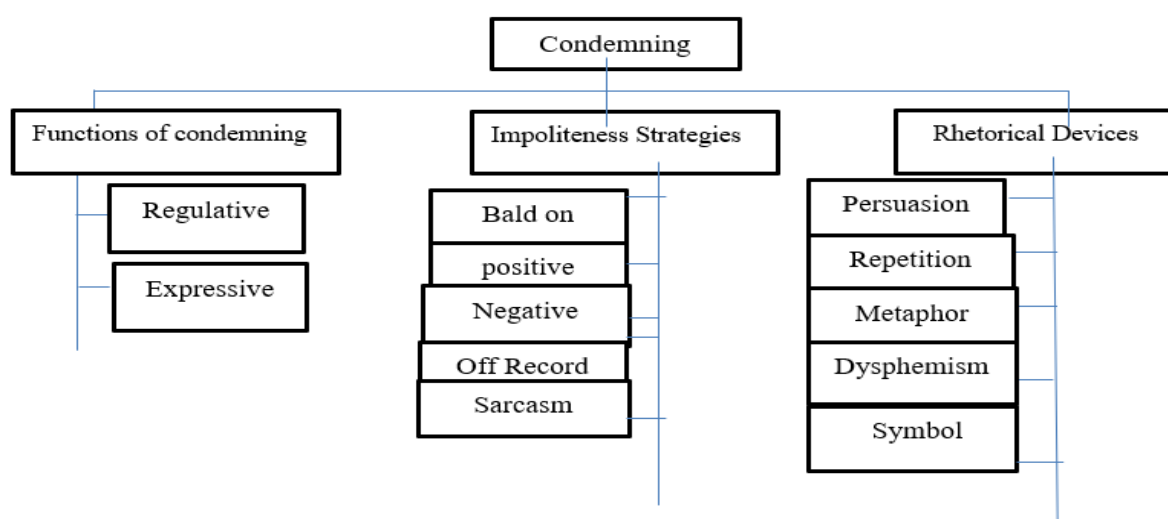 Condemning
Functions of condemning
Regulative
Expressive
Impoliteness Strategies
Bald on
positive
Negative
Off Record
Sarcasm
Rhetorical Devices
Persuasion
Repetition
Metaphor
Dysphemism
Symbol